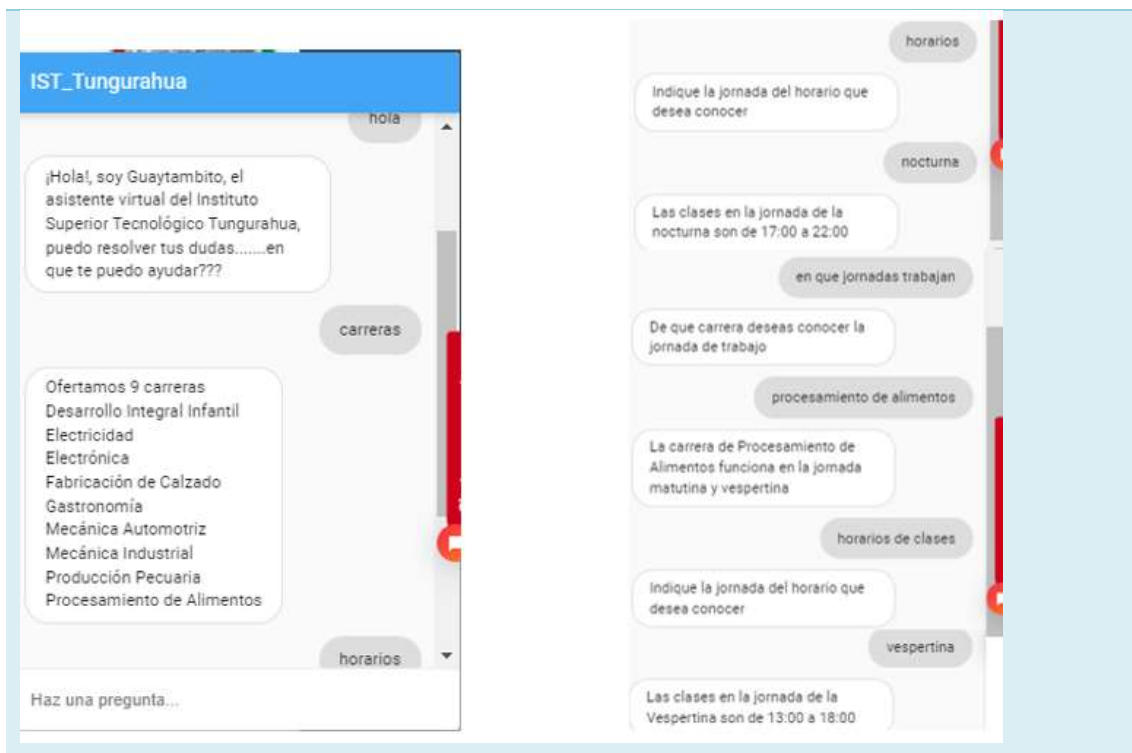 IST_Tungurahua
hola
¡Hola!, soy Guaytambito, el
asistente virtual del Instituto
Superior Tecnológico Tungurahua,
puedo resolver tus dudas.......en
que te puedo ayudar???
carreras
Ofertamos 9 carreras
Desarrollo Integral Infantil
Electricidad
Electrónica
Fabricación de Calzado
Gastronomía
Mecánica Automotriz
Mecánica Industrial
Producción Pecuaria
Procesamiento de Alimentos
horarios
Haz una pregunta...
horarios
Indique la jornada del horario que
desea conocer
nocturna
Las clases en la jornada de la
nocturna son de 17:00 a 22:00
en que jornadas trabajan
De que carrera deseas conocer la
jornada de trabajo
procesamiento de alimentos
La carrera de Procesamiento de
Alimentos funciona en la jornada
matutina y vespertina
horarios de clases
Indique la jornada del horario que
desea conocer
vespertina
Las clases en la jornada de la
Vespertina son de 13:00 a 18:00